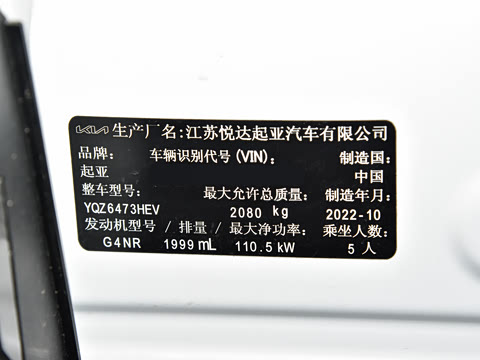 KIA 生产厂名:江苏悦达起亚汽车有限公司
品牌: 车辆识别代号(VIN): 制造国:
起亚 中国
整车型号: 最大允许总质量: 制造年月:
YQZ6473HEV 2080 kg 2022-10
发动机型号 / 排量 / 最大净功率: 乘坐人数:
G4NR 1999 mL 110.5 kW 5 人